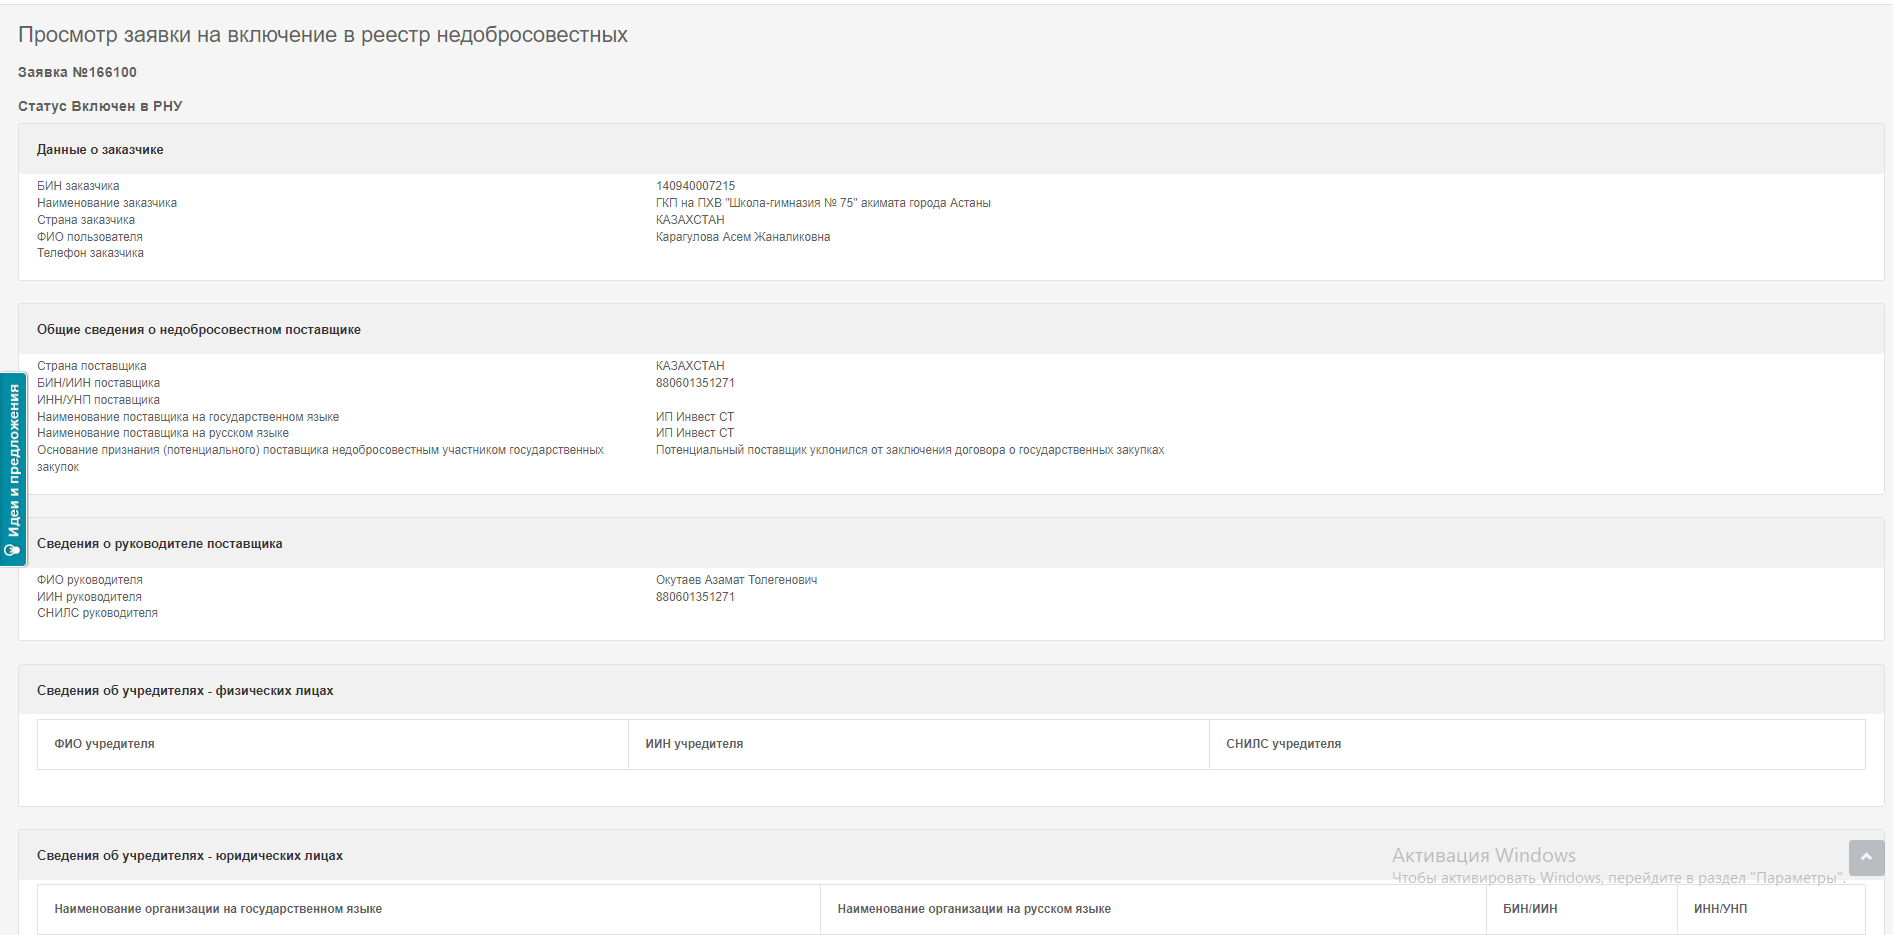 Просмотр заявки на включение в реестр недобросовестных
Заявка №166100
Статус Включен в РНУ
Данные о заказчике
БИН заказчика 140940007215
Наименование заказчика ГКП на ПХВ "Школа-гимназия № 75" акимата города Астаны
Страна заказчика КАЗАХСТАН
ФИО пользователя Карагулова Асем Жаналиковна
Телефон заказчика
Общие сведения о недобросовестном поставщике
Страна поставщика КАЗАХСТАН
БИН/ИИН поставщика 880601351271
ИНН/УНП поставщика
Наименование поставщика на государственном языке ИП Инвест СТ
Наименование поставщика на русском языке ИП Инвест СТ
Основание признания (потенциального) поставщика недобросовестным участником государственных Потенциальный поставщик уклонился от заключения договора о государственных закупках
закупок
Идеи и предложения
Сведения о руководителе поставщика
ФИО руководителя Окутаев Азамат Толегенович
ИИН руководителя 880601351271
СНИЛС руководителя
Сведения об учредителях - физических лицах
ФИО учредителя ИИН учредителя СНИЛС учредителя
Сведения об учредителях - юридических лицах
Активация Windows
Чтобы активировать Windows, перейдите в раздел "Параметры".
Наименование организации на государственном языке Наименование организации на русском языке БИН/ИИН ИНН/УНП